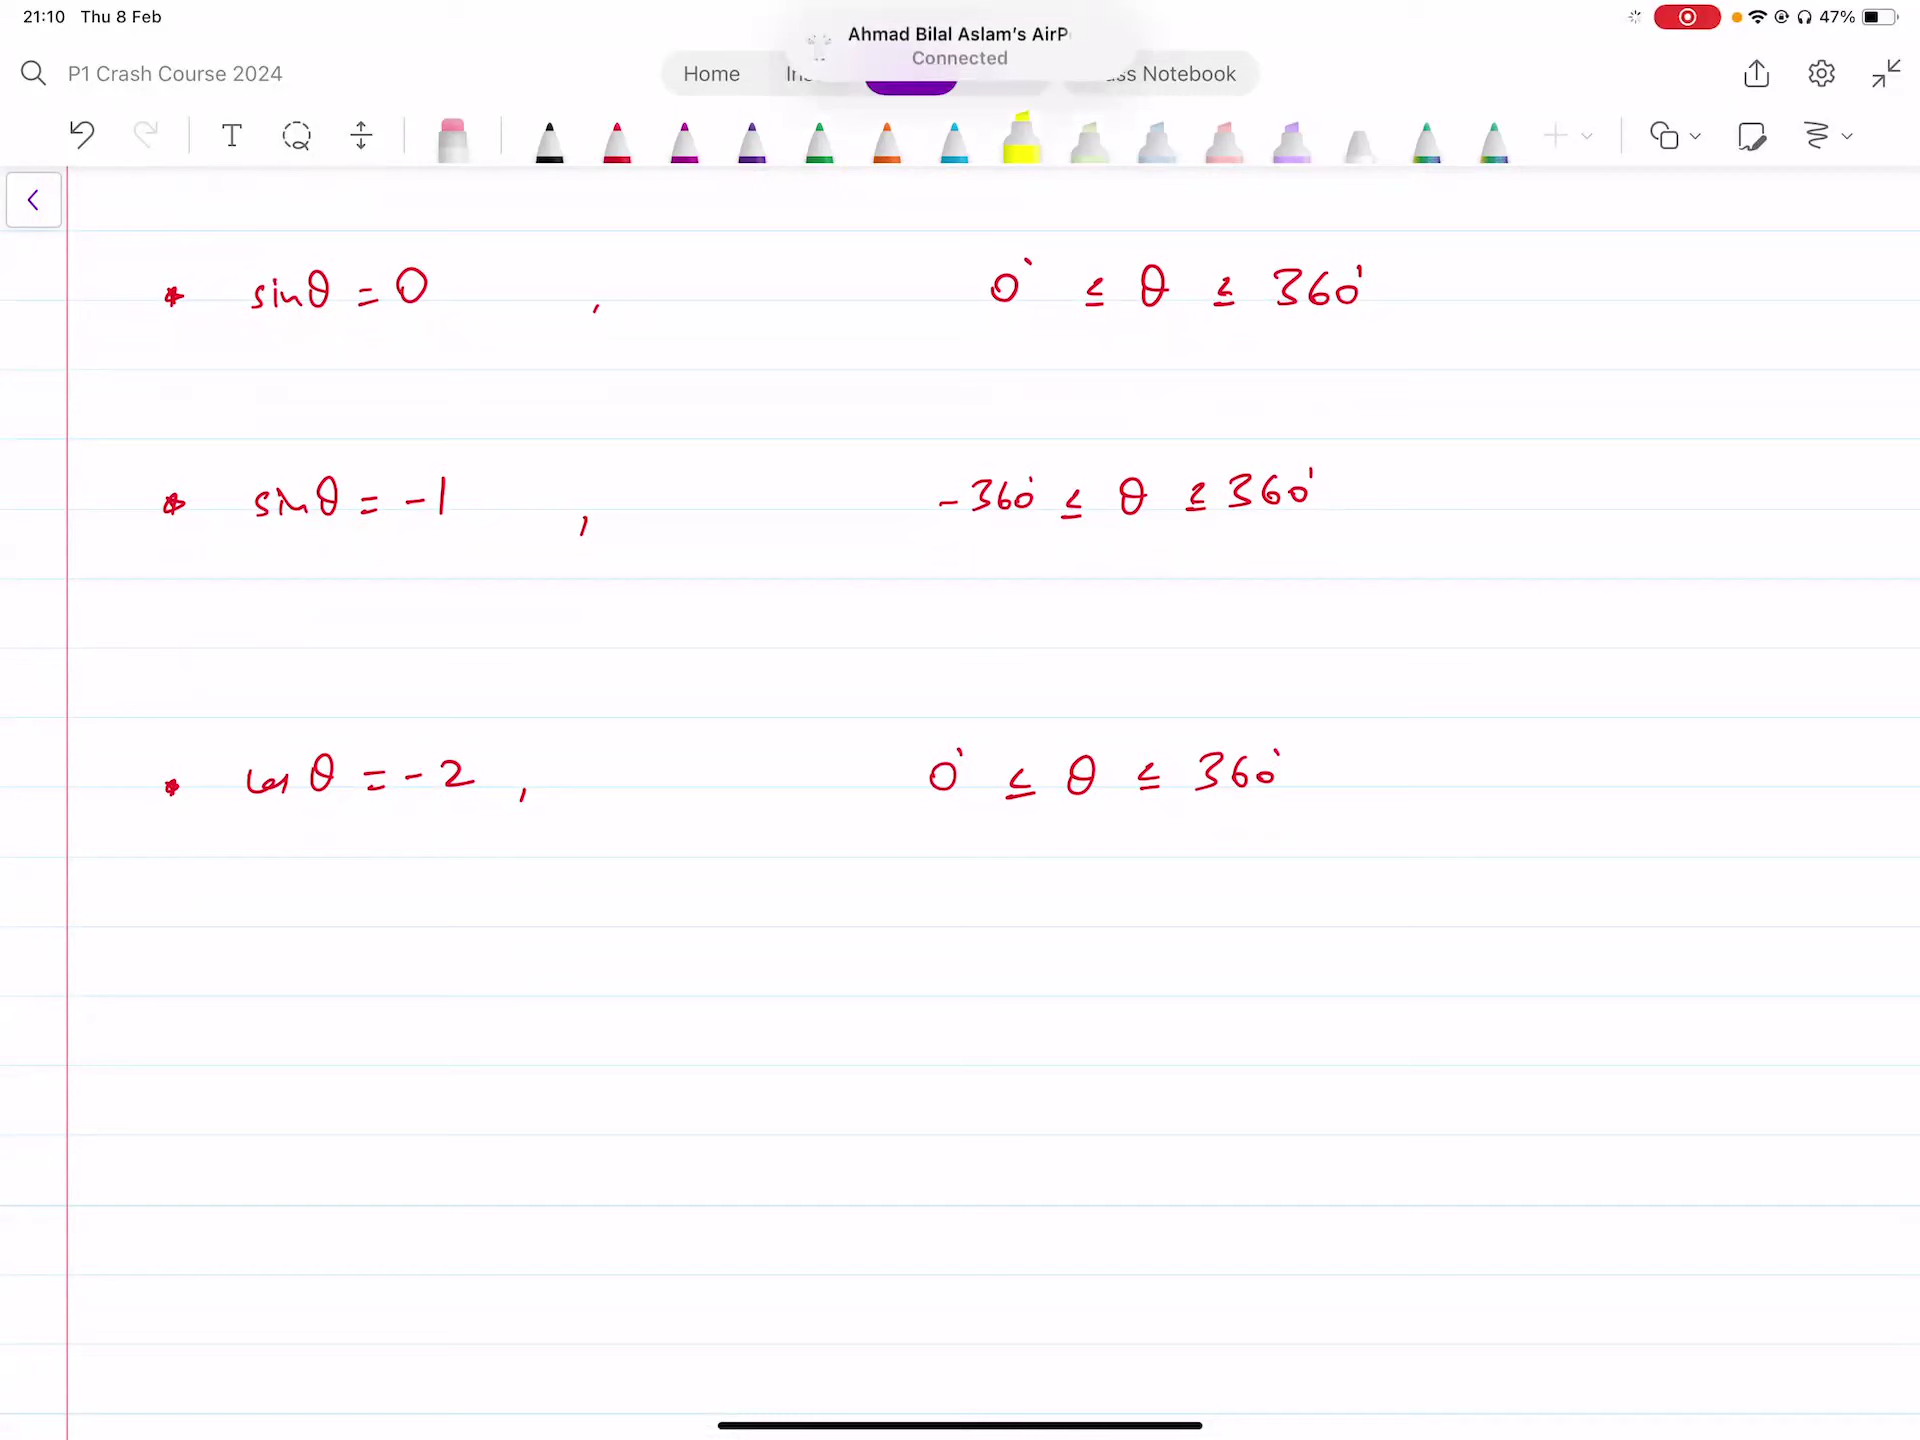 21:10 Thu 8 Feb
47%
Ahmad Bilal Aslam's AirP
Connected
P1 Crash Course 2024
Home
Notebook
T
* sinθ = 0 , 0° ≤ θ ≤ 360°
* sinθ = -1 , -360° ≤ θ ≤ 360°
* cosθ = -2 , 0° ≤ θ ≤ 360°